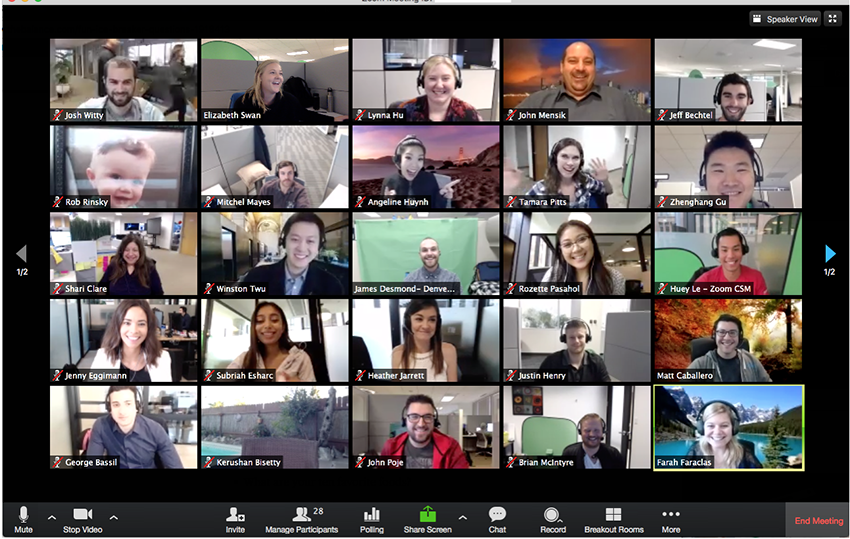 Zoom Meeting ID:
Speaker View
Josh Witty
Elizabeth Swan
Lynna Hu
John Mensik
Jeff Bechtel
Rob Rinsky
Mitchel Mayes
Angeline Huynh
Tamara Pitts
Zhenghang Gu
1/2
1/2
Shari Clare
Winston Twu
James Desmond- Denve...
Rozette Pasahol
Huey Le - Zoom CSM
Jenny Eggimann
Subriah Esharc
Heather Jarrett
Justin Henry
Matt Caballero
George Bassil
Kerushan Bisetty
John Poje
Brian McIntyre
Farah Faraclas
28
Mute
Stop Video
Invite
Manage Participants
Polling
Share Screen
Chat
Record
Breakout Rooms
More
End Meeting